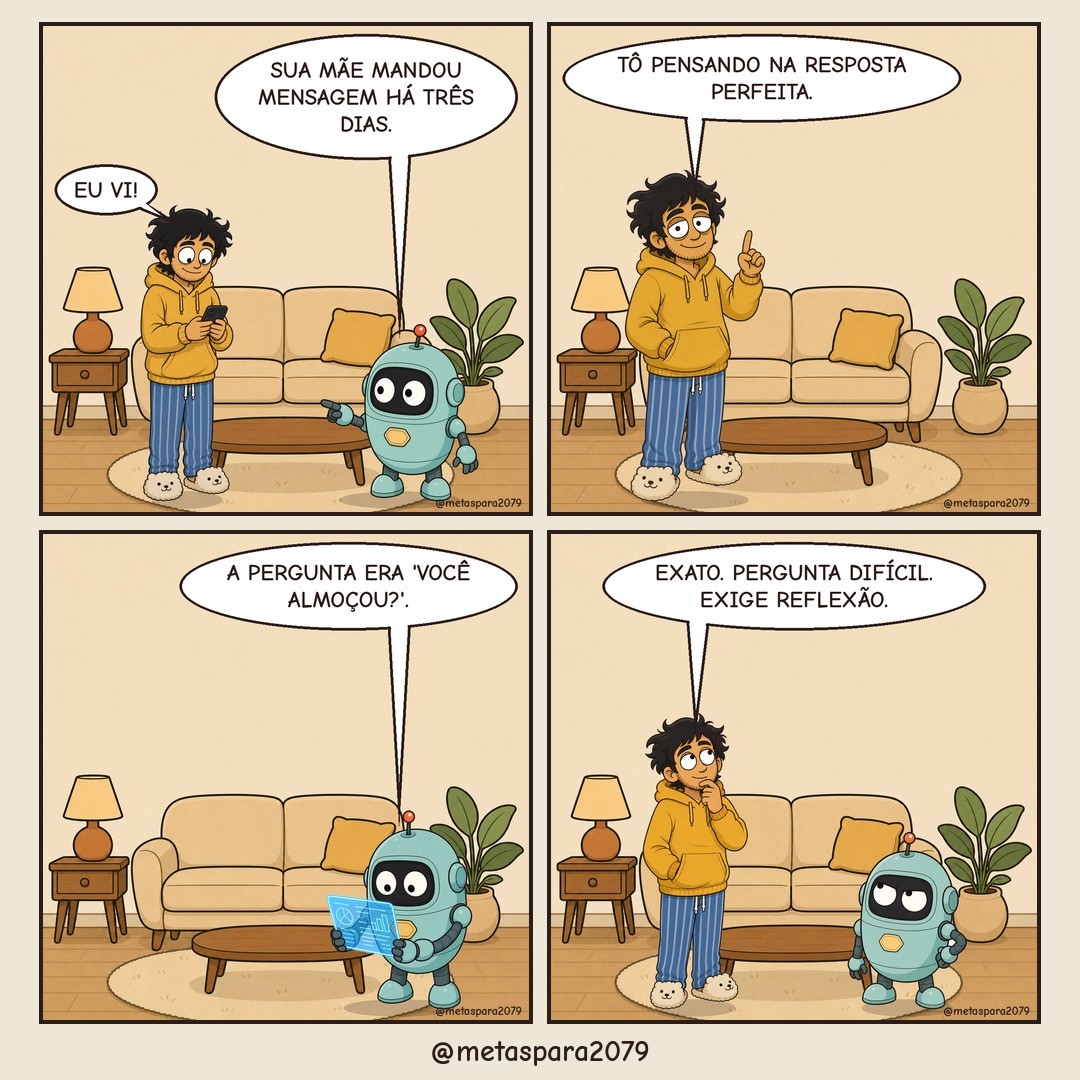 SUA MÃE MANDOU
MENSAGEM HÁ TRÊS
DIAS.
EU VI!
@metaspara2079
TÔ PENSANDO NA RESPOSTA
PERFEITA.
@metaspara2079
A PERGUNTA ERA 'VOCÊ
ALMOÇOU?'.
@metaspara2079
EXATO. PERGUNTA DIFÍCIL.
EXIGE REFLEXÃO.
@metaspara2079
@metaspara2079